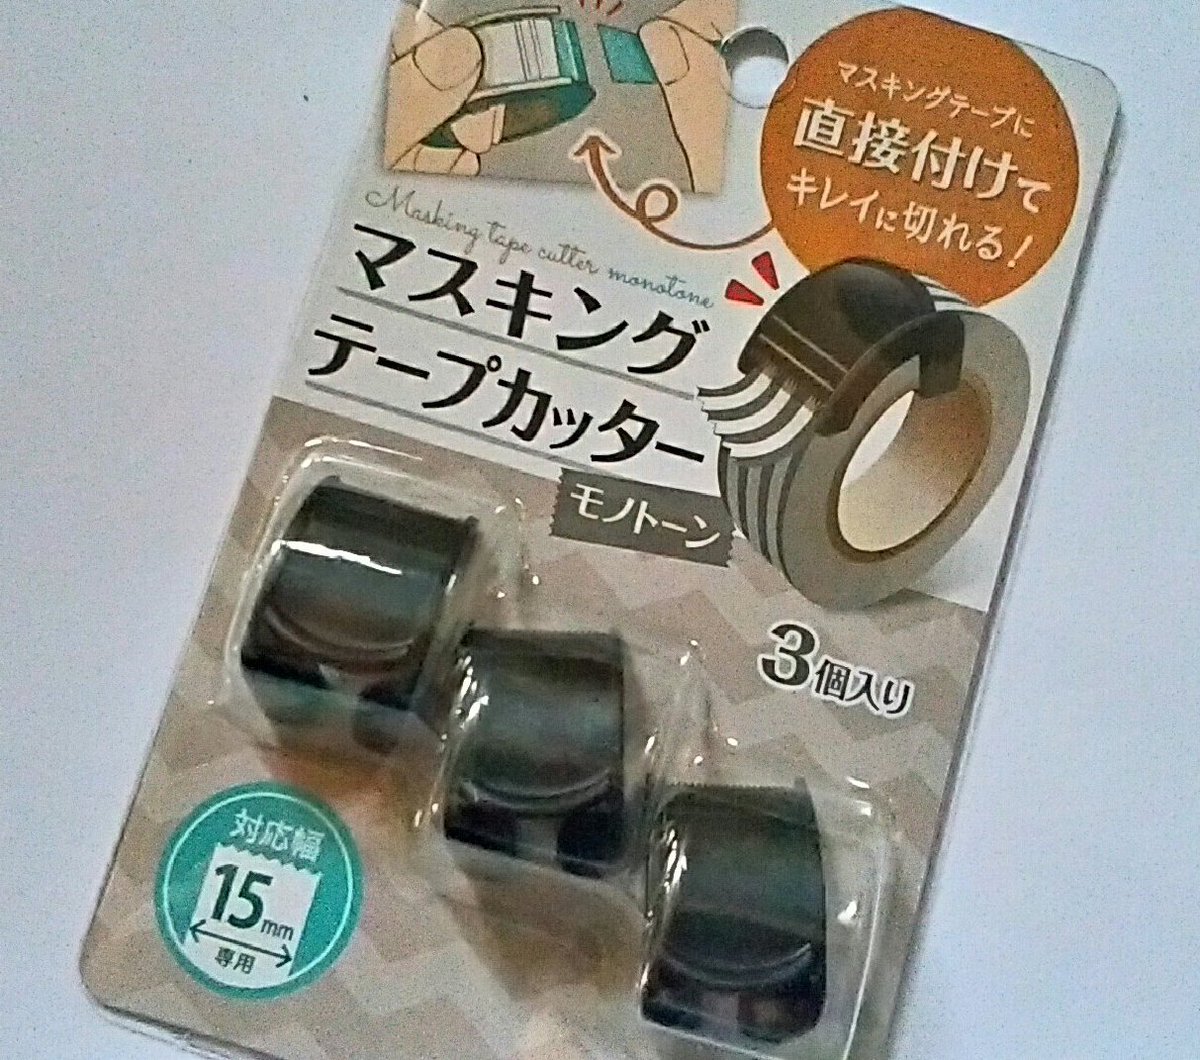 マスキングテープに
直接付けて
キレイに切れる!
Masking tape cutter monotone
マスキング
テープカッター
モノトーン
3個入り
対応幅
15mm
専用